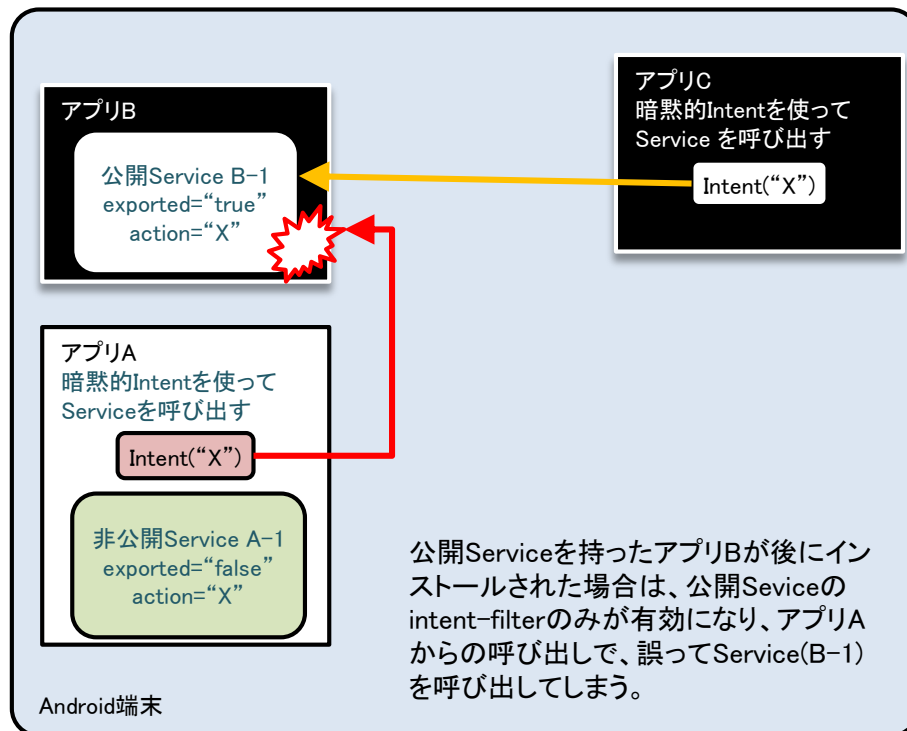 アプリB
公開Service B-1
exported=“true”
action=“X”
アプリC
暗黙的Intentを使って
Service を呼び出す
Intent(“X”)
アプリA
暗黙的Intentを使って
Serviceを呼び出す
Intent(“X”)
非公開Service A-1
exported=“false”
action=“X”
公開Serviceを持ったアプリBが後にイン
ストールされた場合は、公開Seviceの
intent-filterのみが有効になり、アプリA
からの呼び出しで、誤ってService(B-1)
を呼び出してしまう。
Android端末